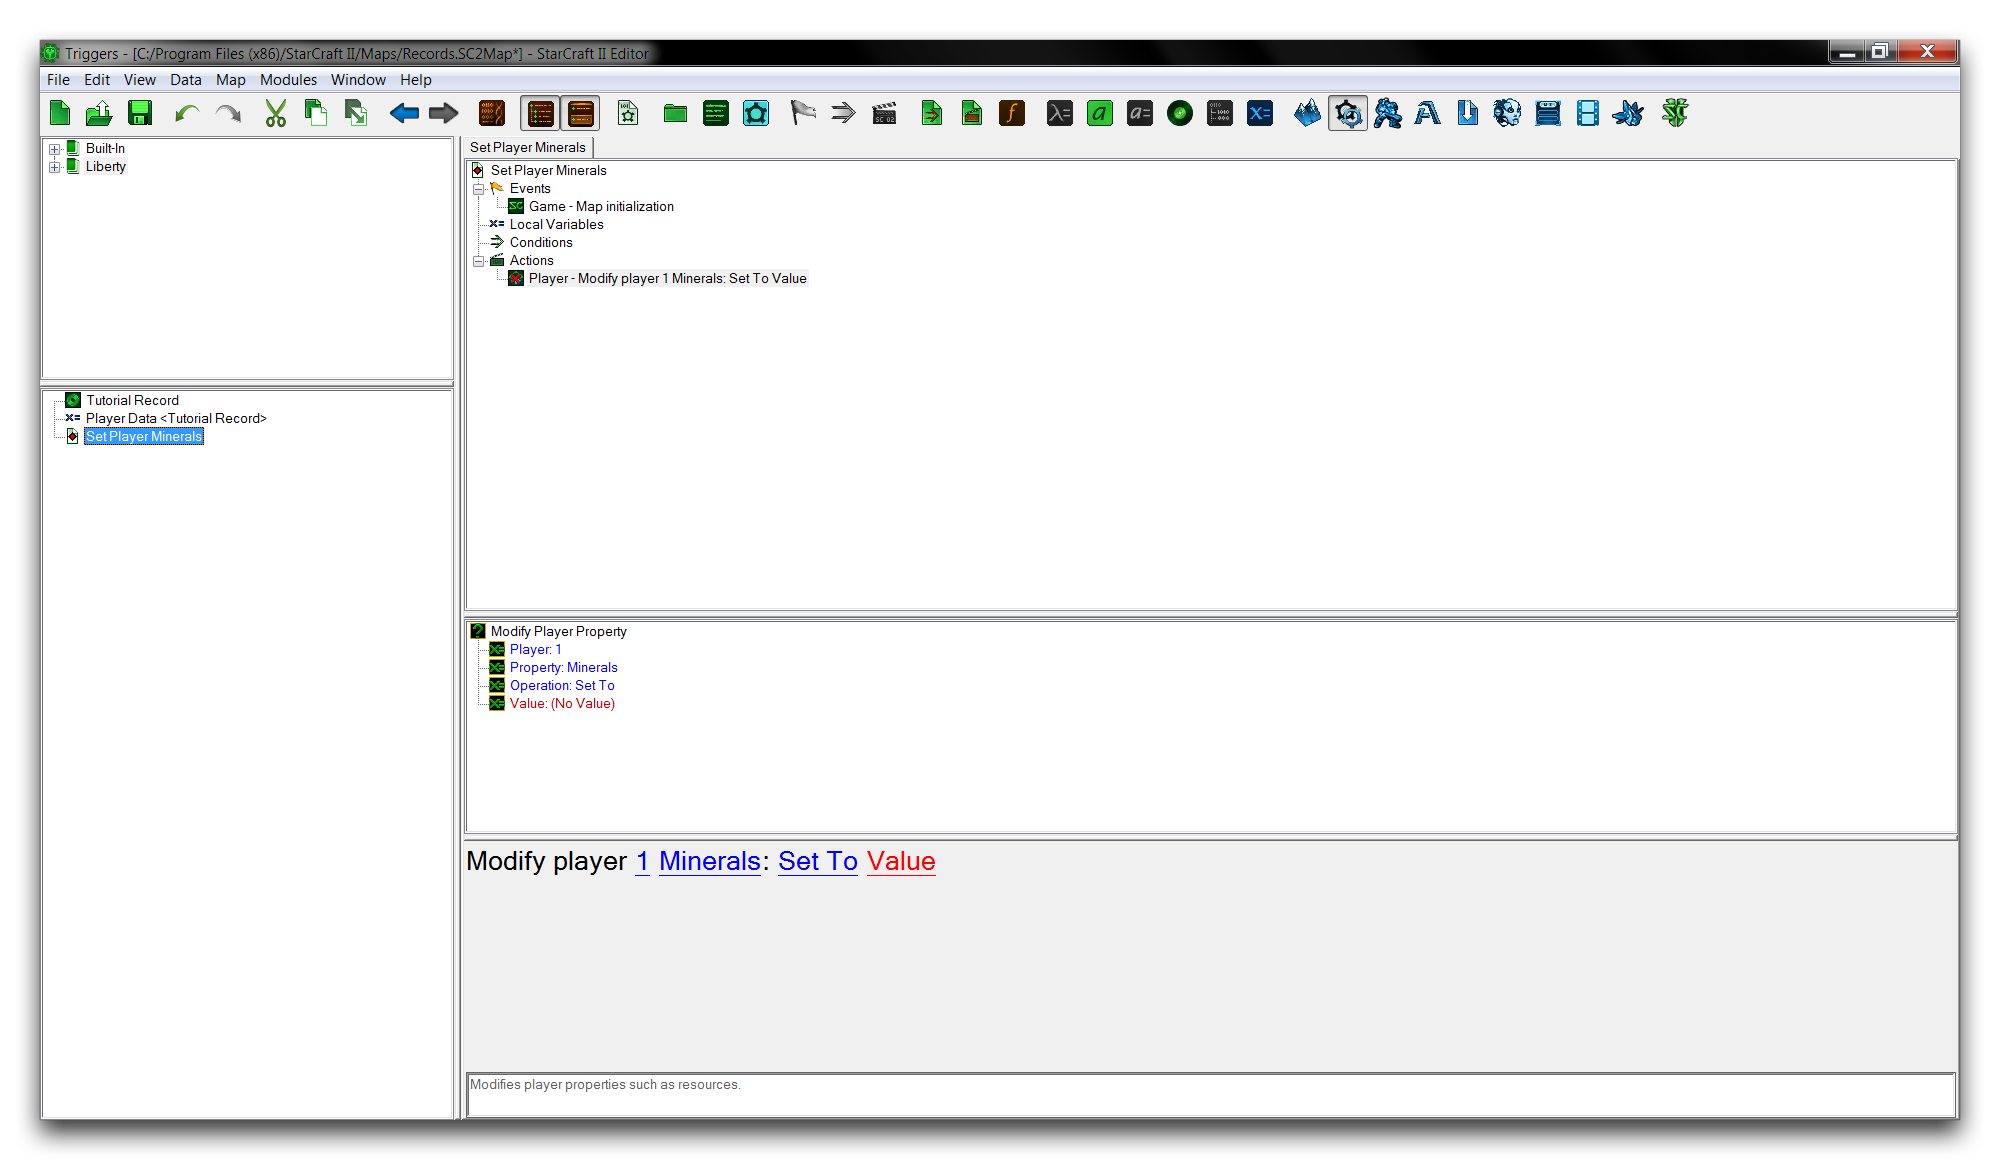 Triggers - [C:/Program Files (x86)/StarCraft II/Maps/Records.SC2Map*] - StarCraft II Editor
File Edit View Data Map Modules Window Help
Built-In
Liberty
Tutorial Record
Player Data <Tutorial Record>
Set Player Minerals
Set Player Minerals
Set Player Minerals
Events
Game - Map initialization
Local Variables
Conditions
Actions
Player - Modify player 1 Minerals: Set To Value
Modify Player Property
Player: 1
Property: Minerals
Operation: Set To
Value: (No Value)
Modify player 1 Minerals: Set To Value
Modifies player properties such as resources.